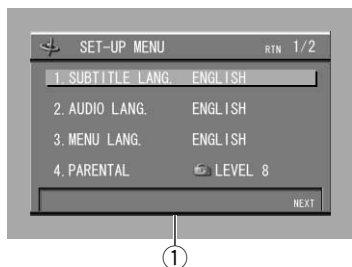 SET-UP MENU RTN 1/2
1. SUBTITLE LANG. ENGLISH
2. AUDIO LANG. ENGLISH
3. MENU LANG. ENGLISH
4. PARENTAL LEVEL 8
NEXT
1